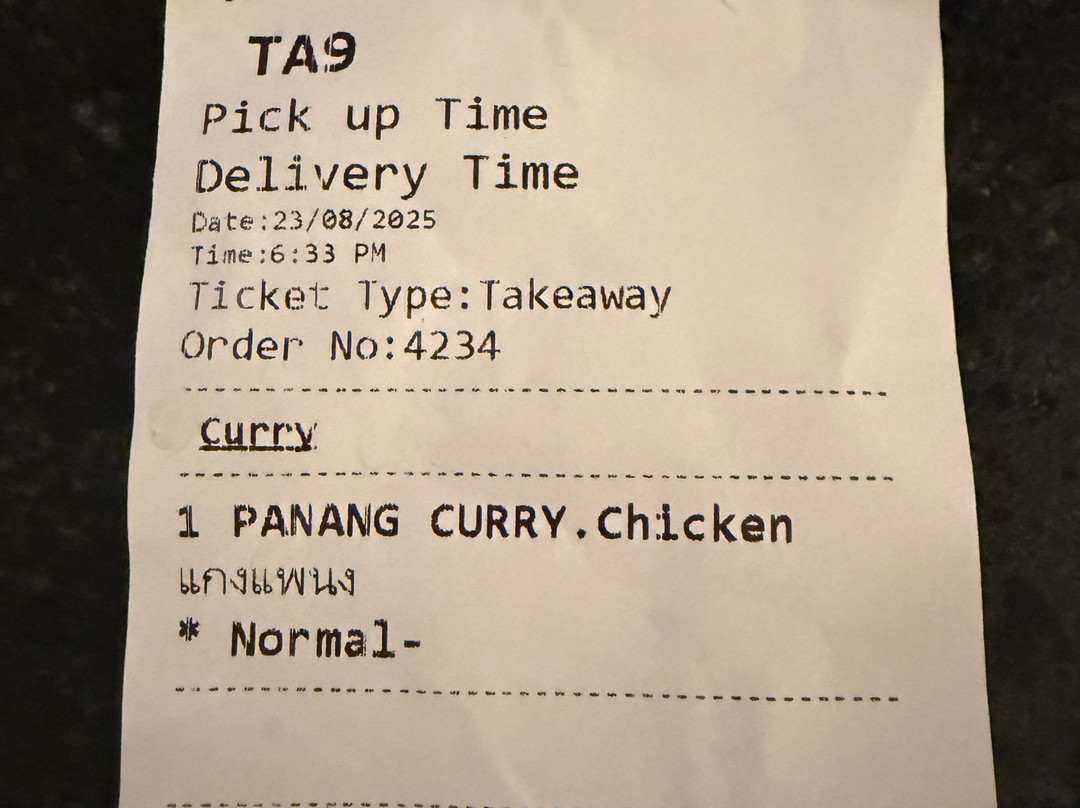 TA9
Pick up Time
Delivery Time
Date:23/08/2025
Time:6:33 PM
Ticket Type:Takeaway
Order No:4234
Curry
1 PANANG CURRY.Chicken
แกงแพนง
* Normal-